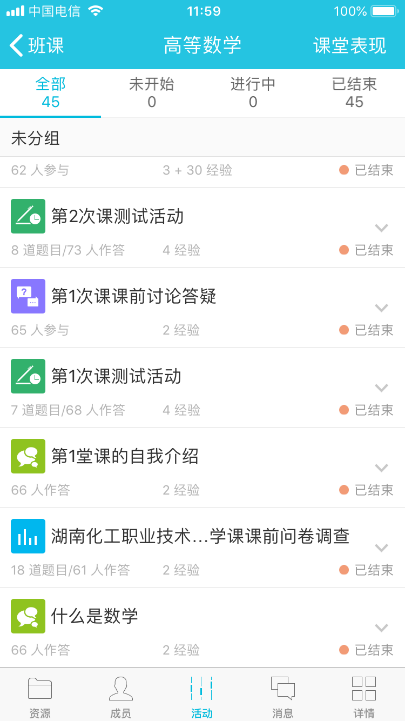 中国电信 11:59 100%
班课 高等数学 课堂表现
全部 未开始 进行中 已结束
45 0 0 45
未分组
62 人参与 3 + 30 经验 已结束
第2次课测试活动
8 道题目/73 人作答 4 经验 已结束
第1次课课前讨论答疑
65 人参与 2 经验 已结束
第1次课测试活动
7 道题目/68 人作答 4 经验 已结束
第1堂课的自我介绍
66 人作答 2 经验 已结束
湖南化工职业技术...学课课前问卷调查
18 道题目/61 人作答 2 经验 已结束
什么是数学
66 人作答 2 经验 已结束
资源 成员 活动 消息 详情